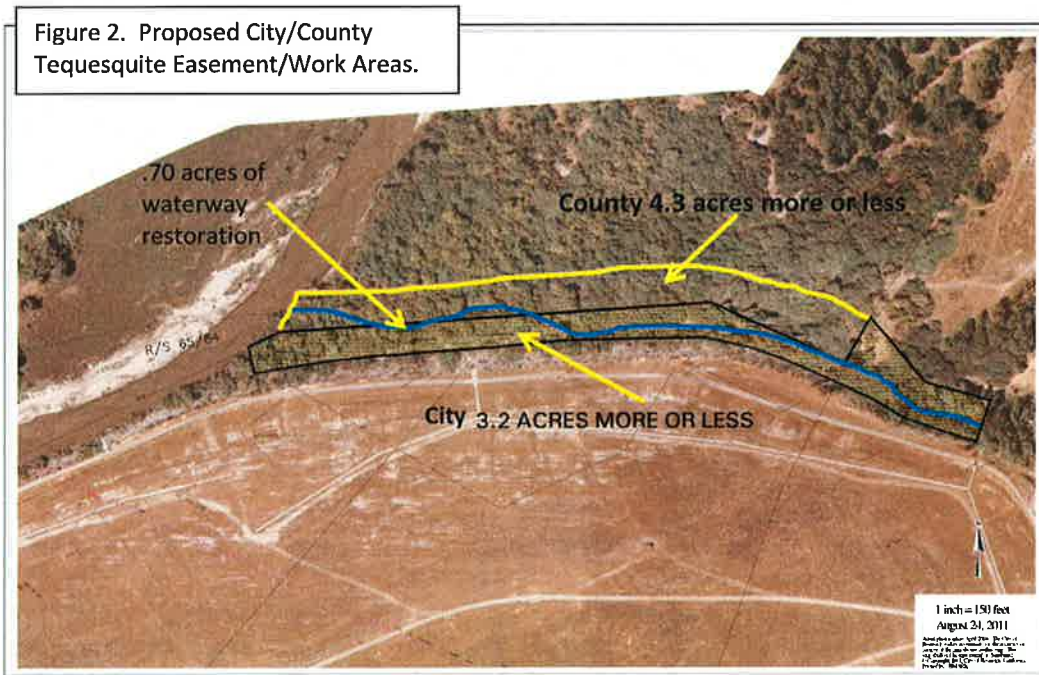 Figure 2. Proposed City/County
Tequesquite Easement/Work Areas.
.70 acres of
waterway
restoration
County 4.3 acres more or less
R/S 65/84
City 3.2 ACRES MORE OR LESS
1 inch = 150 feet
August 24, 2011